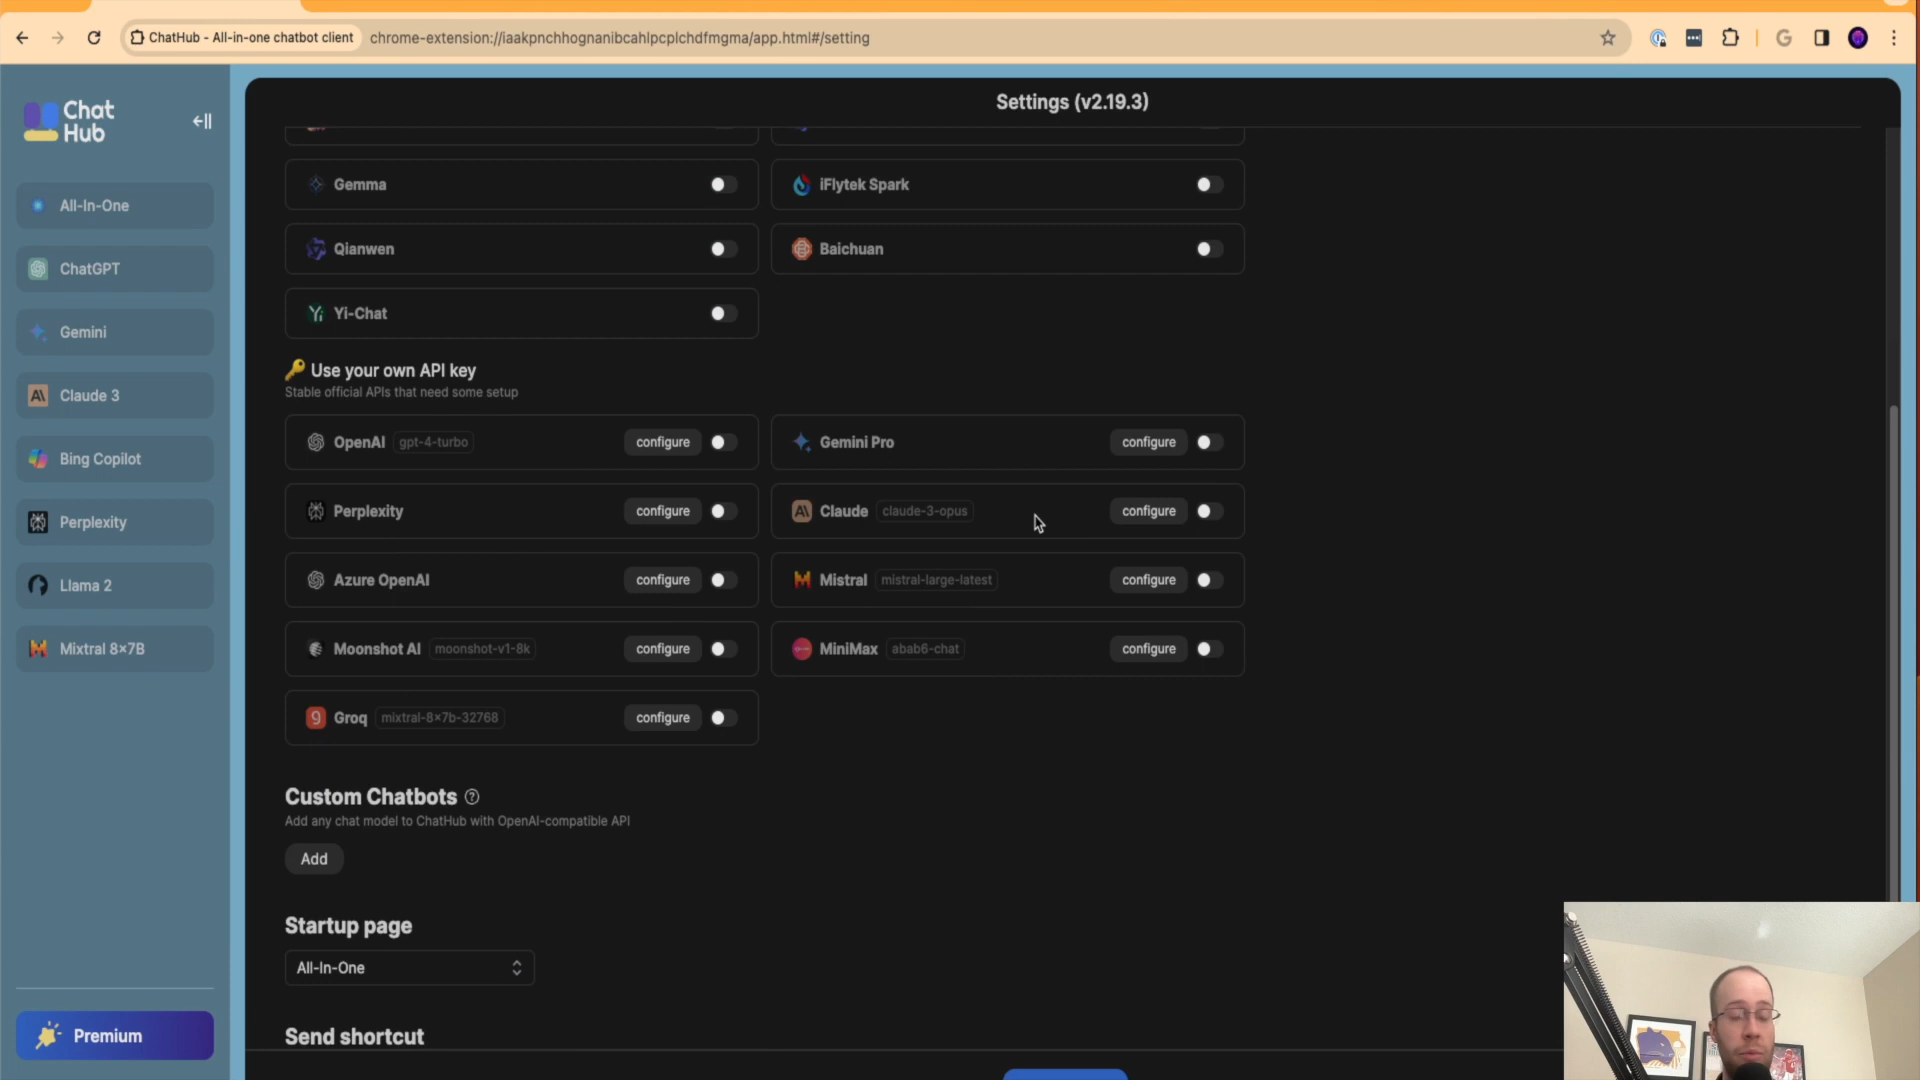 ChatHub - All-in-one chatbot client
chrome-extension://iaakpnchhognanibcahlpcplchdfmgma/app.html#/setting
Chat
Hub
All-In-One
ChatGPT
Gemini
Claude 3
Bing Copilot
Perplexity
Llama 2
Mixtral 8x7B
Premium
Settings (v2.19.3)
Gemma
iFlytek Spark
Qianwen
Baichuan
Yi-Chat
Use your own API key
Stable official APIs that need some setup
OpenAI gpt-4-turbo configure
Gemini Pro configure
Perplexity configure
Claude claude-3-opus configure
Azure OpenAI configure
Mistral mistral-large-latest configure
Moonshot AI moonshot-v1-8k configure
MiniMax abab6-chat configure
Groq mixtral-8x7b-32768 configure
Custom Chatbots
Add any chat model to ChatHub with OpenAI-compatible API
Add
Startup page
All-In-One
Send shortcut